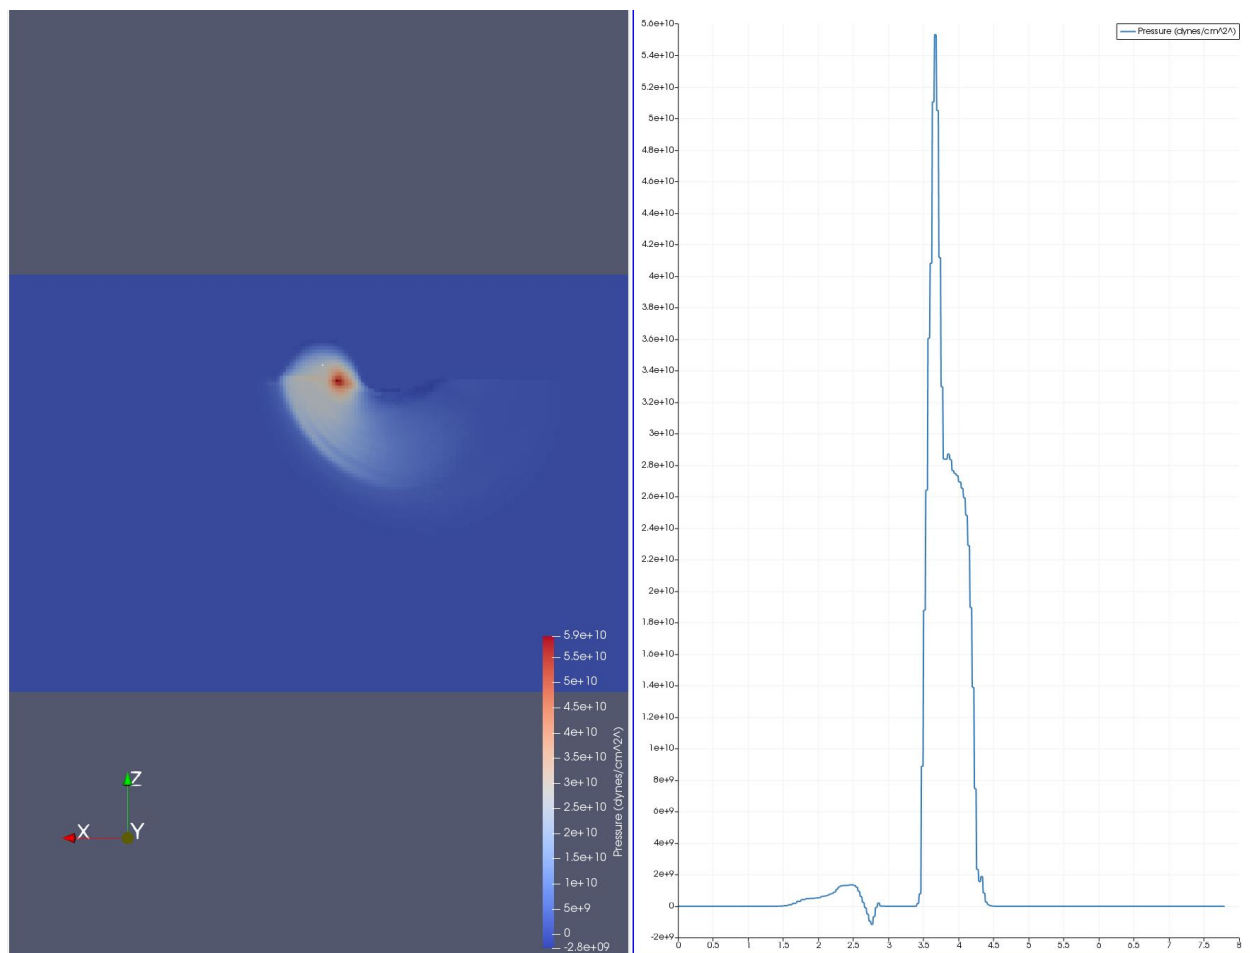 5.9e+10
5.5e+10
5e+10
4.5e+10
4e+10
3.5e+10
3e+10
2.5e+10
2e+10
1.5e+10
1e+10
5e+9
0
-2.8e+09
Pressure (dynes/cm^2^)
Z
X
Y
Pressure (dynes/cm^2^)
5.6e+10
5.4e+10
5.2e+10
5e+10
4.8e+10
4.6e+10
4.4e+10
4.2e+10
4e+10
3.8e+10
3.6e+10
3.4e+10
3.2e+10
3e+10
2.8e+10
2.6e+10
2.4e+10
2.2e+10
2e+10
1.8e+10
1.6e+10
1.4e+10
1.2e+10
1e+10
8e+9
6e+9
4e+9
2e+9
0
-2e+9
0 0.5 1 1.5 2 2.5 3 3.5 4 4.5 5 5.5 6 6.5 7 7.5 8